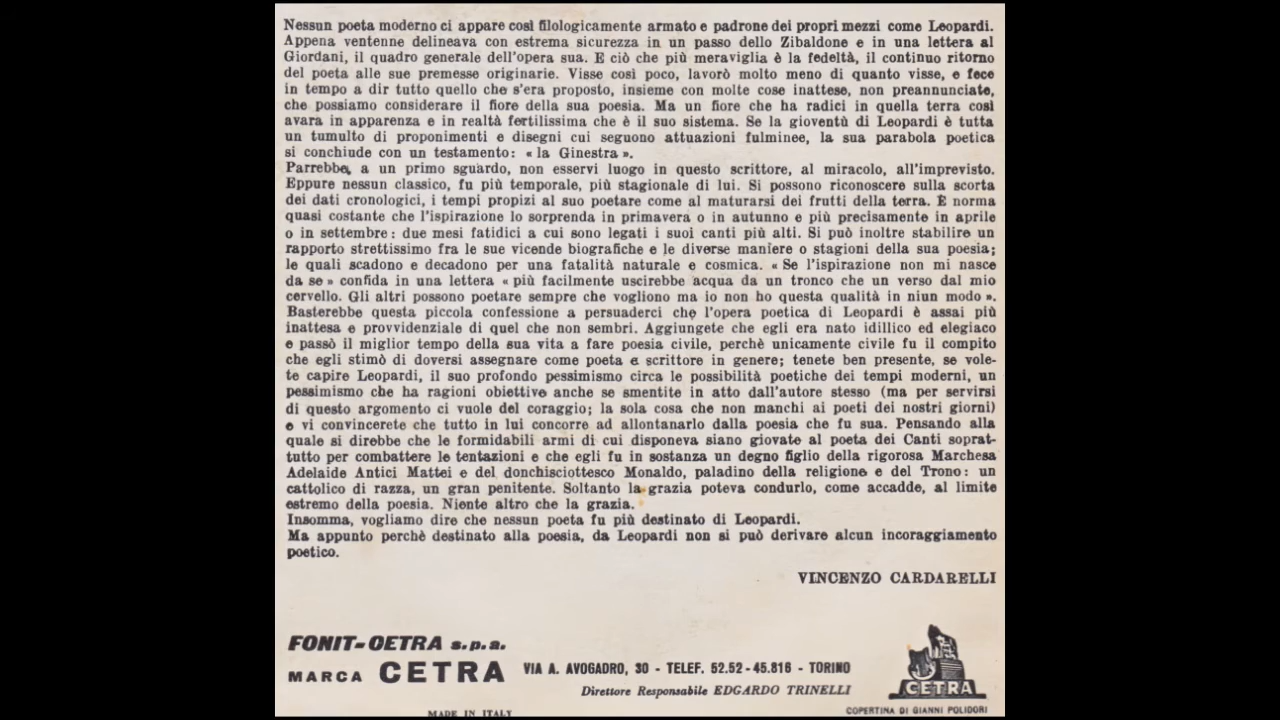 Nessun poeta moderno ci appare così filologicamente armato e padrone dei propri mezzi come Leopardi.
Appena ventenne delineava con estrema sicurezza in un passo dello Zibaldone e in una lettera al
Giordani, il quadro generale dell'opera sua. E ciò che più meraviglia è la fedeltà, il continuo ritorno
del poeta alle sue premesse originarie. Visse così poco, lavorò molto meno di quanto visse, e fece
in tempo a dir tutto quello che s'era proposto, insieme con molte cose inattese, non preannunciate,
che possiamo considerare il fiore della sua poesia. Ma un fiore che ha radici in quella terra così
avara in apparenza e in realtà fertilissima che è il suo sistema. Se la gioventù di Leopardi è tutta
un tumulto di proponimenti e disegni cui seguono attuazioni fulminee, la sua parabola poetica
si conchiude con un testamento: « la Ginestra ».
Parrebbe, a un primo sguardo, non esservi luogo in questo scrittore, al miracolo, all'imprevisto.
Eppure nessun classico, fu più temporale, più stagionale di lui. Si possono riconoscere sulla scorta
dei dati cronologici, i tempi propizi al suo poetare come al maturarsi dei frutti della terra. È norma
quasi costante che l'ispirazione lo sorprenda in primavera o in autunno e più precisamente in aprile
o in settembre: due mesi fatidici a cui sono legati i suoi canti più alti. Si può inoltre stabilire un
rapporto strettissimo fra le sue vicende biografiche e le diverse maniere o stagioni della sua poesia;
le quali scadono e decadono per una fatalità naturale e cosmica. « Se l'ispirazione non mi nasce
da se » confida in una lettera « più facilmente uscirebbe acqua da un tronco che un verso dal mio
cervello. Gli altri possono poetare sempre che vogliono ma io non ho questa qualità in niun modo ».
Basterebbe questa piccola confessione a persuaderci che l'opera poetica di Leopardi è assai più
inattesa e provvidenziale di quel che non sembri. Aggiungete che egli era nato idillico ed elegiaco
e passò il miglior tempo della sua vita a fare poesia civile, perchè unicamente civile fu il compito
che egli stimò di doversi assegnare come poeta e scrittore in genere; tenete ben presente, se vole-
te capire Leopardi, il suo profondo pessimismo circa le possibilità poetiche dei tempi moderni, un
pessimismo che ha ragioni obiettive anche se smentite in atto dall'autore stesso (ma per servirsi
di questo argomento ci vuole del coraggio; la sola cosa che non manchi ai poeti dei nostri giorni)
e vi convincerete che tutto in lui concorre ad allontanarlo dalla poesia che fu sua. Pensando alla
quale si direbbe che le formidabili armi di cui disponeva siano giovate al poeta dei Canti soprat-
tutto per combattere le tentazioni e che egli fu in sostanza un degno figlio della rigorosa Marchesa
Adelaide Antici Mattei e del donchisciottesco Monaldo, paladino della religione e del Trono: un
cattolico di razza, un gran penitente. Soltanto la grazia poteva condurlo, come accadde, al limite
estremo della poesia. Niente altro che la grazia.
Insomma, vogliamo dire che nessun poeta fu più destinato di Leopardi.
Ma appunto perchè destinato alla poesia, da Leopardi non si può derivare alcun incoraggiamento
poetico.
VINCENZO CARDARELLI
FONIT-CETRA s.p.a.
MARCA CETRA VIA A. AVOGADRO, 30 - TELEF. 52.52 - 45.816 - TORINO
Direttore Responsabile EDGARDO TRINELLI
CETRA
MADE IN ITALY
COPERTINA DI GIANNI POLIDORI